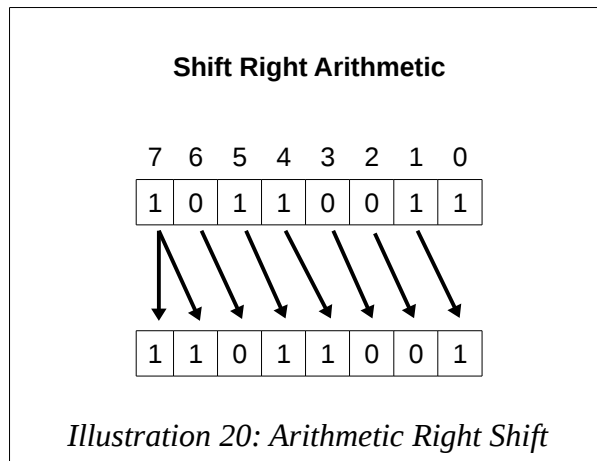 Shift Right Arithmetic
7 6 5 4 3 2 1 0
1 0 1 1 0 0 1 1
1 1 0 1 1 0 0 1
Illustration 20: Arithmetic Right Shift